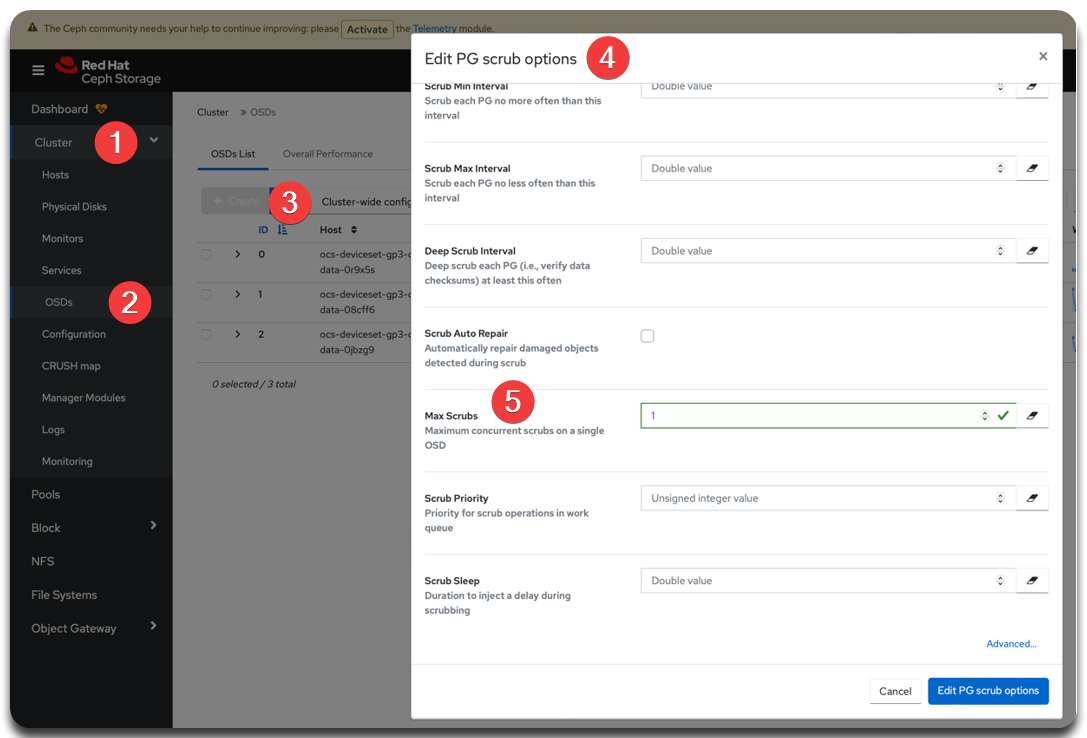 The Ceph community needs your help to continue improving: please Activate the Telemetry module.
Red Hat
Ceph Storage
Dashboard
Cluster
1
Hosts
Physical Disks
Monitors
Services
OSDs
2
Configuration
CRUSH map
Manager Modules
Logs
Monitoring
Pools
Block
NFS
File Systems
Object Gateway
Cluster » OSDs
OSDs List
Overall Performance
+ Create
3
Cluster-wide config
ID
Host
0
ocs-deviceset-gp3-
data-0r9x5s
1
ocs-deviceset-gp3-
data-08cff6
2
ocs-deviceset-gp3-
data-0jbzg9
0 selected / 3 total
Edit PG scrub options
4
×
Scrub Min Interval
Scrub each PG no more often than this
interval
Double value
Scrub Max Interval
Scrub each PG no less often than this
interval
Double value
Deep Scrub Interval
Deep scrub each PG (i.e., verify data
checksums) at least this often
Double value
Scrub Auto Repair
Automatically repair damaged objects
detected during scrub
5
Max Scrubs
Maximum concurrent scrubs on a single
OSD
1
Scrub Priority
Priority for scrub operations in work
queue
Unsigned integer value
Scrub Sleep
Duration to inject a delay during
scrubbing
Double value
Advanced...
Cancel
Edit PG scrub options